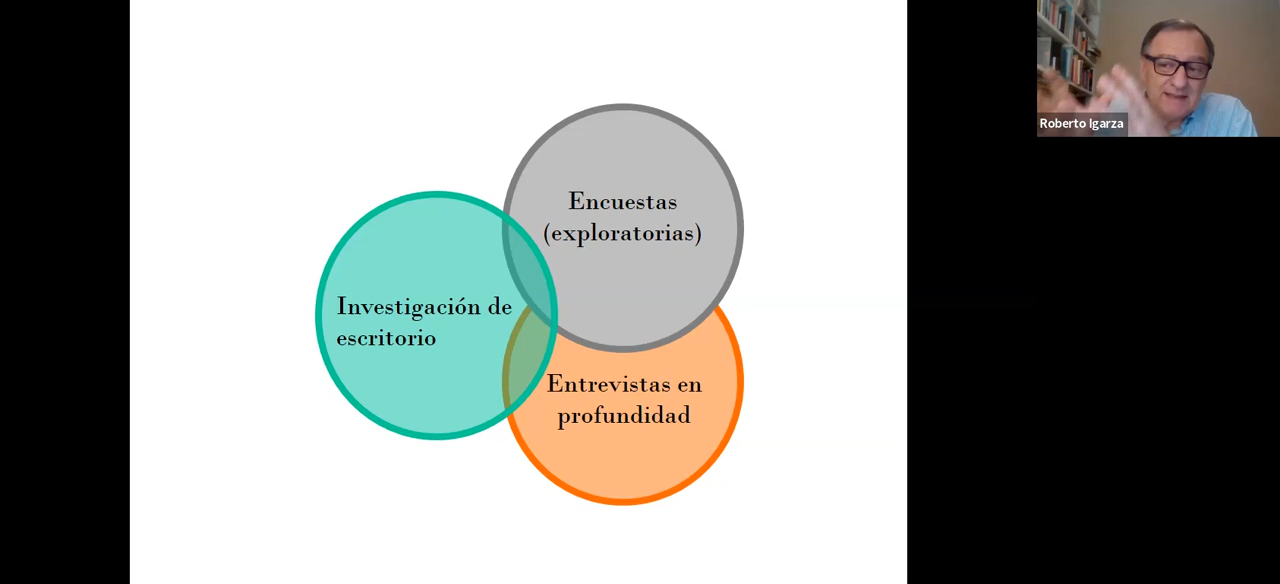 Roberto Igarza
Encuestas
(exploratorias)
Investigación de
escritorio
Entrevistas en
profundidad